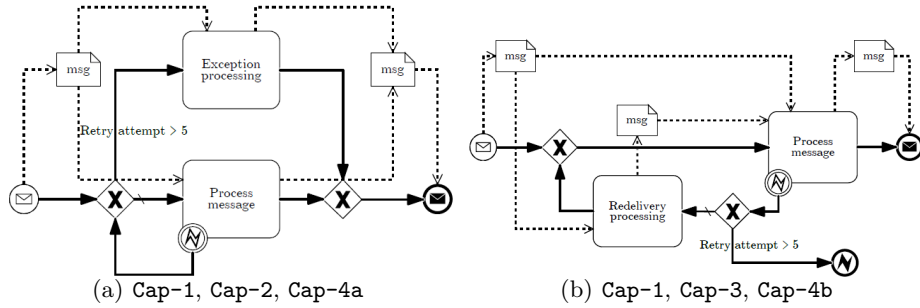 msg
Exception
processing
msg
Retry attempt > 5
Process
message
(a) Cap-1, Cap-2, Cap-4a
msg
msg
msg
Process
message
Redelivery
processing
Retry attempt > 5
(b) Cap-1, Cap-3, Cap-4b